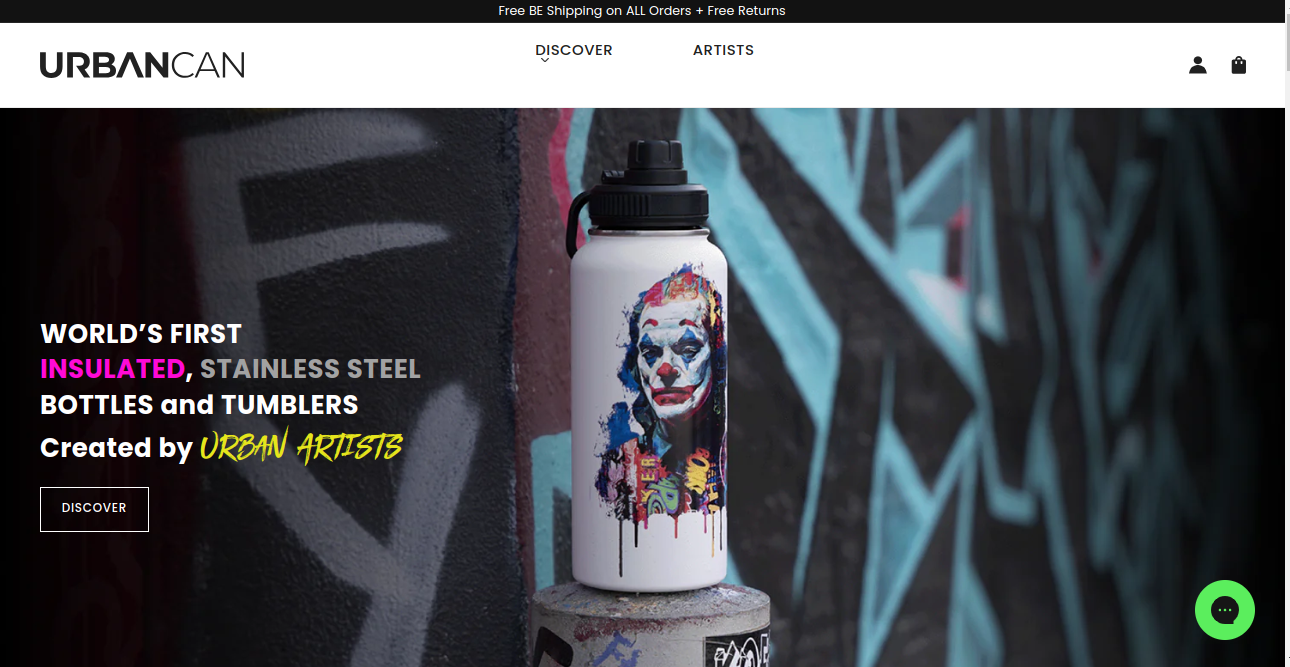 Free BE Shipping on ALL Orders + Free Returns
URBANCAN
DISCOVER
ARTISTS
WORLD’S FIRST
INSULATED, STAINLESS STEEL
BOTTLES and TUMBLERS
Created by URBAN ARTISTS
DISCOVER